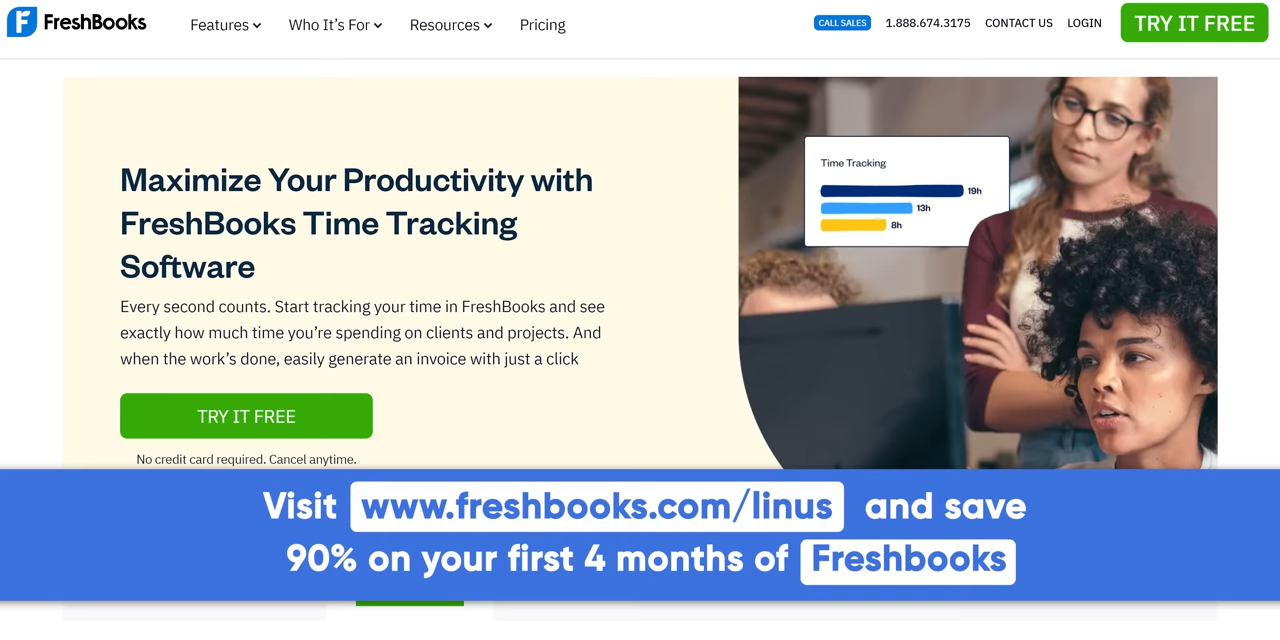 FreshBooks
Features
Who It's For
Resources
Pricing
CALL SALES
1.888.674.3175
CONTACT US
LOGIN
TRY IT FREE
Maximize Your Productivity with
FreshBooks Time Tracking
Software
Every second counts. Start tracking your time in FreshBooks and see
exactly how much time you're spending on clients and projects. And
when the work's done, easily generate an invoice with just a click
TRY IT FREE
No credit card required. Cancel anytime.
Time Tracking
19h
13h
8h
Visit www.freshbooks.com/linus and save
90% on your first 4 months of Freshbooks